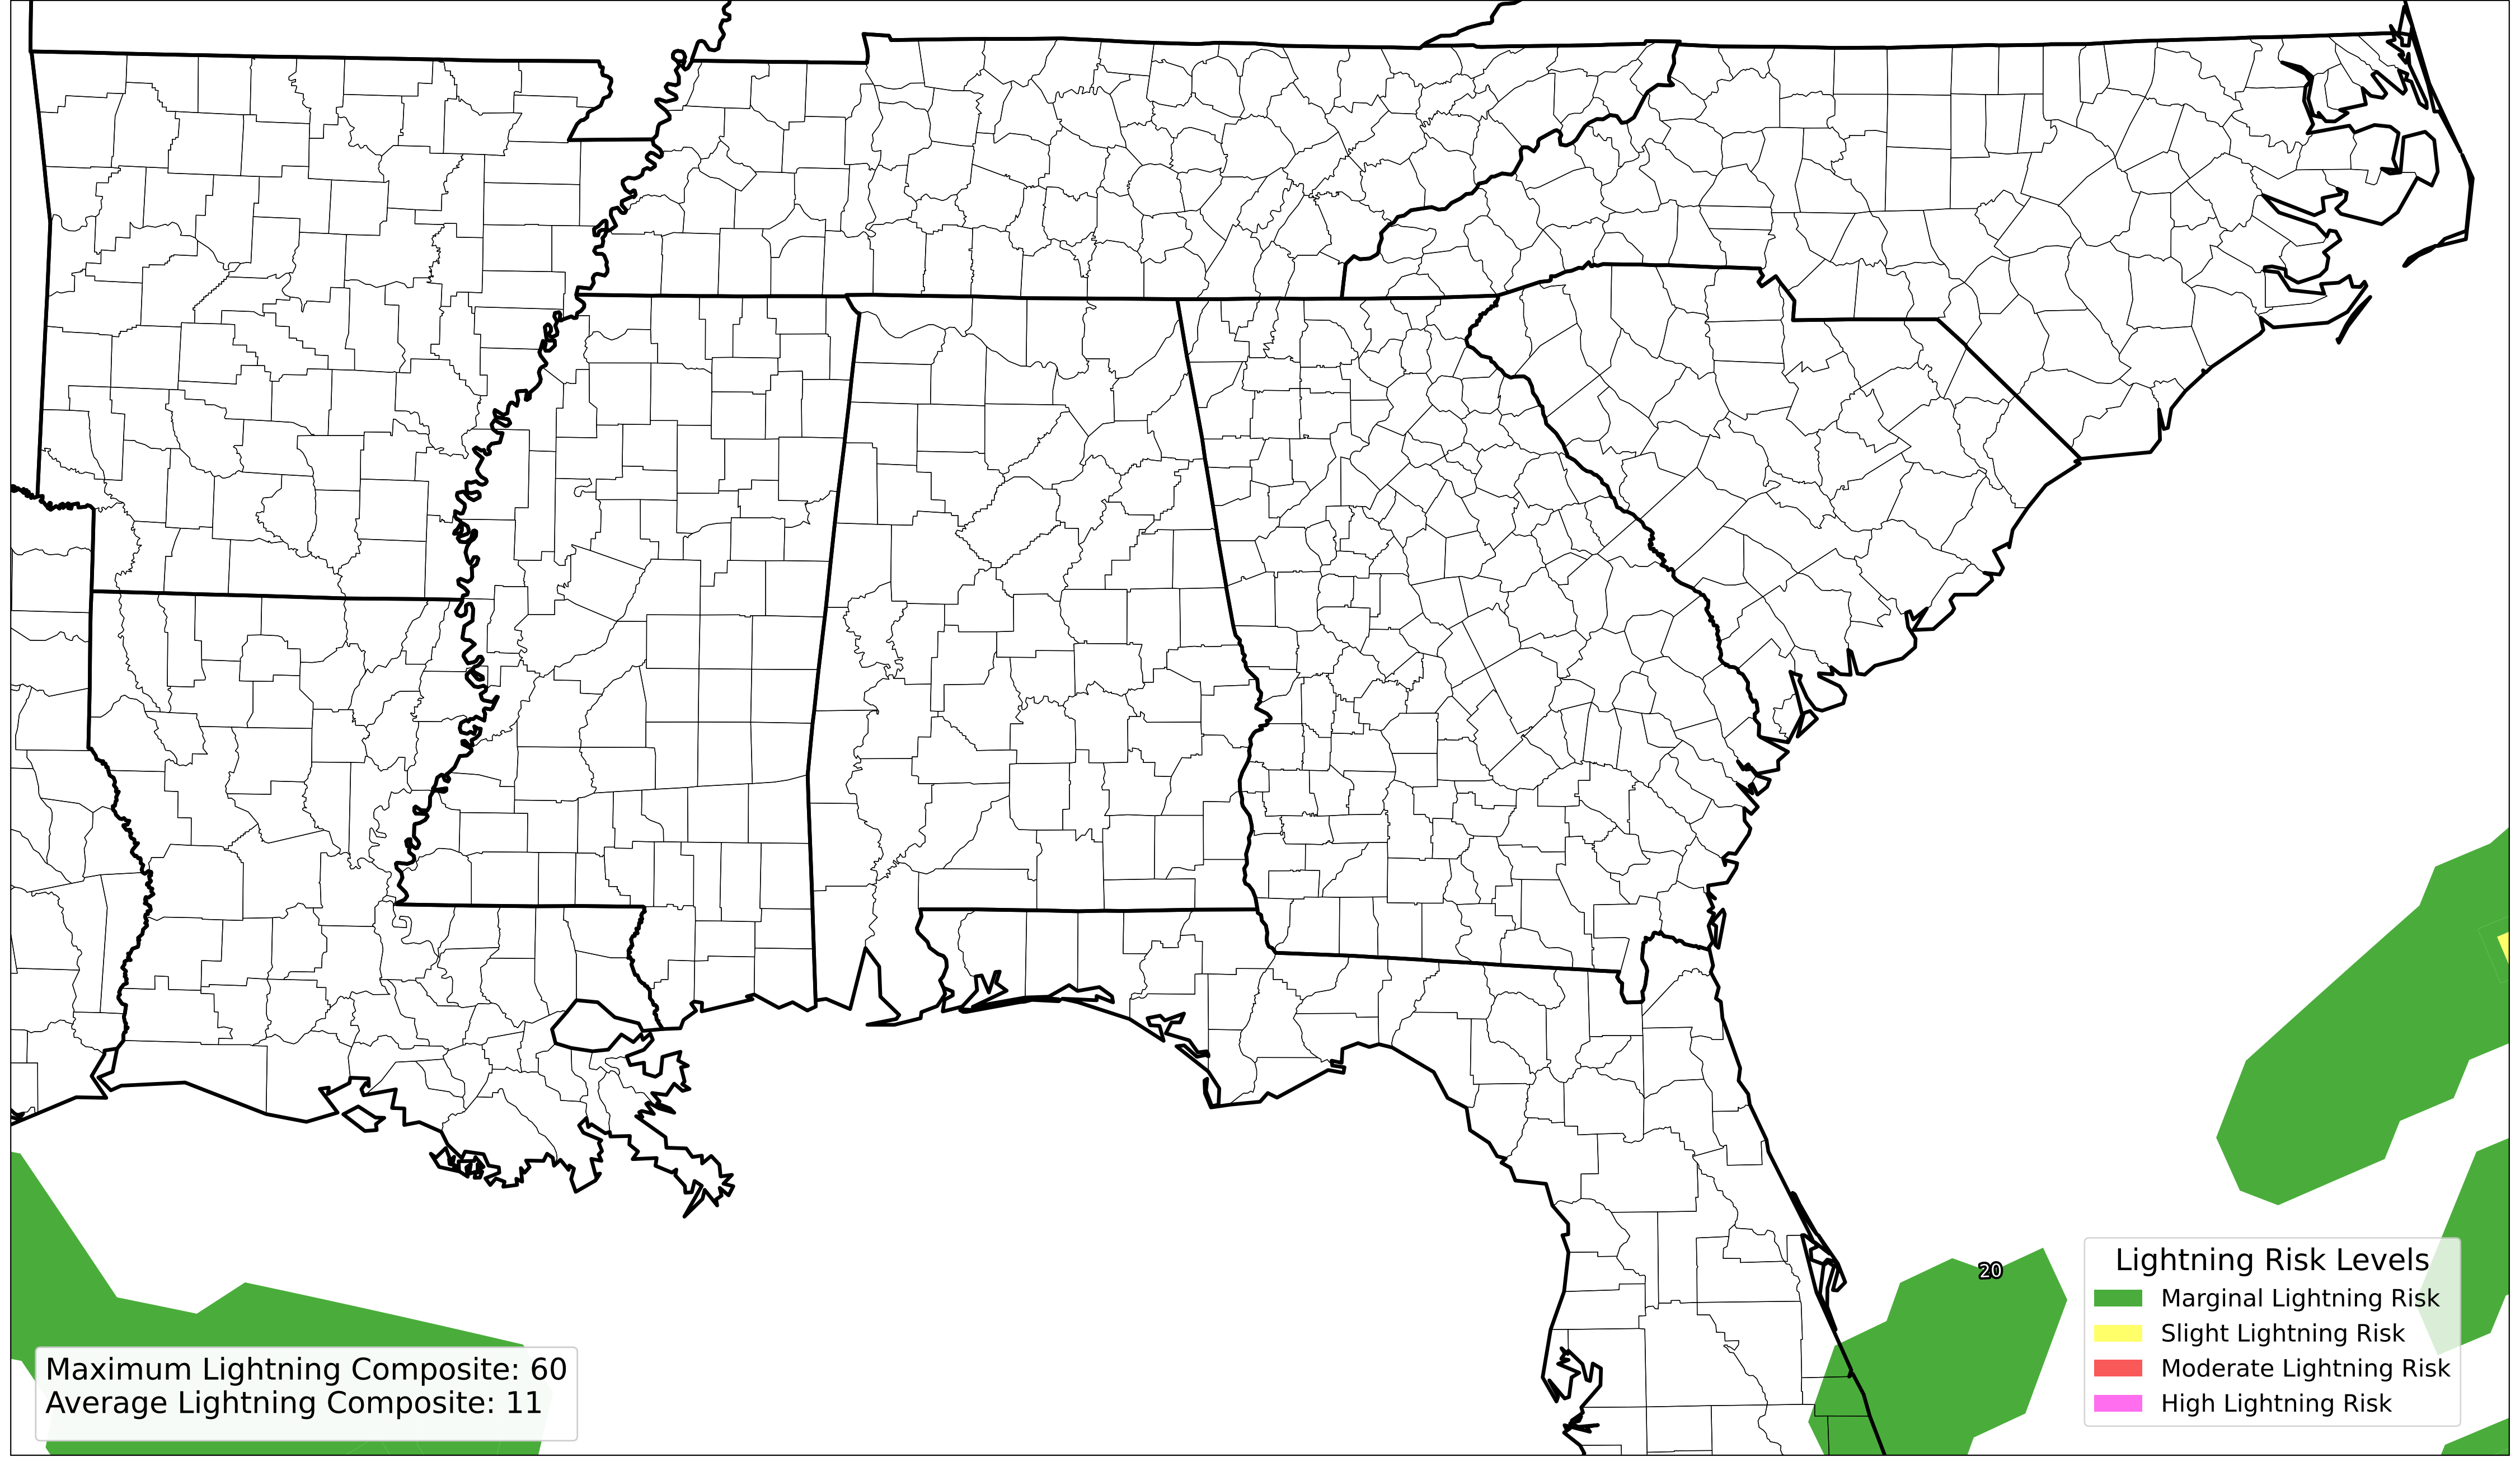 20
Lightning Risk Levels
Marginal Lightning Risk
Slight Lightning Risk
Moderate Lightning Risk
High Lightning Risk
Maximum Lightning Composite: 60
Average Lightning Composite: 11